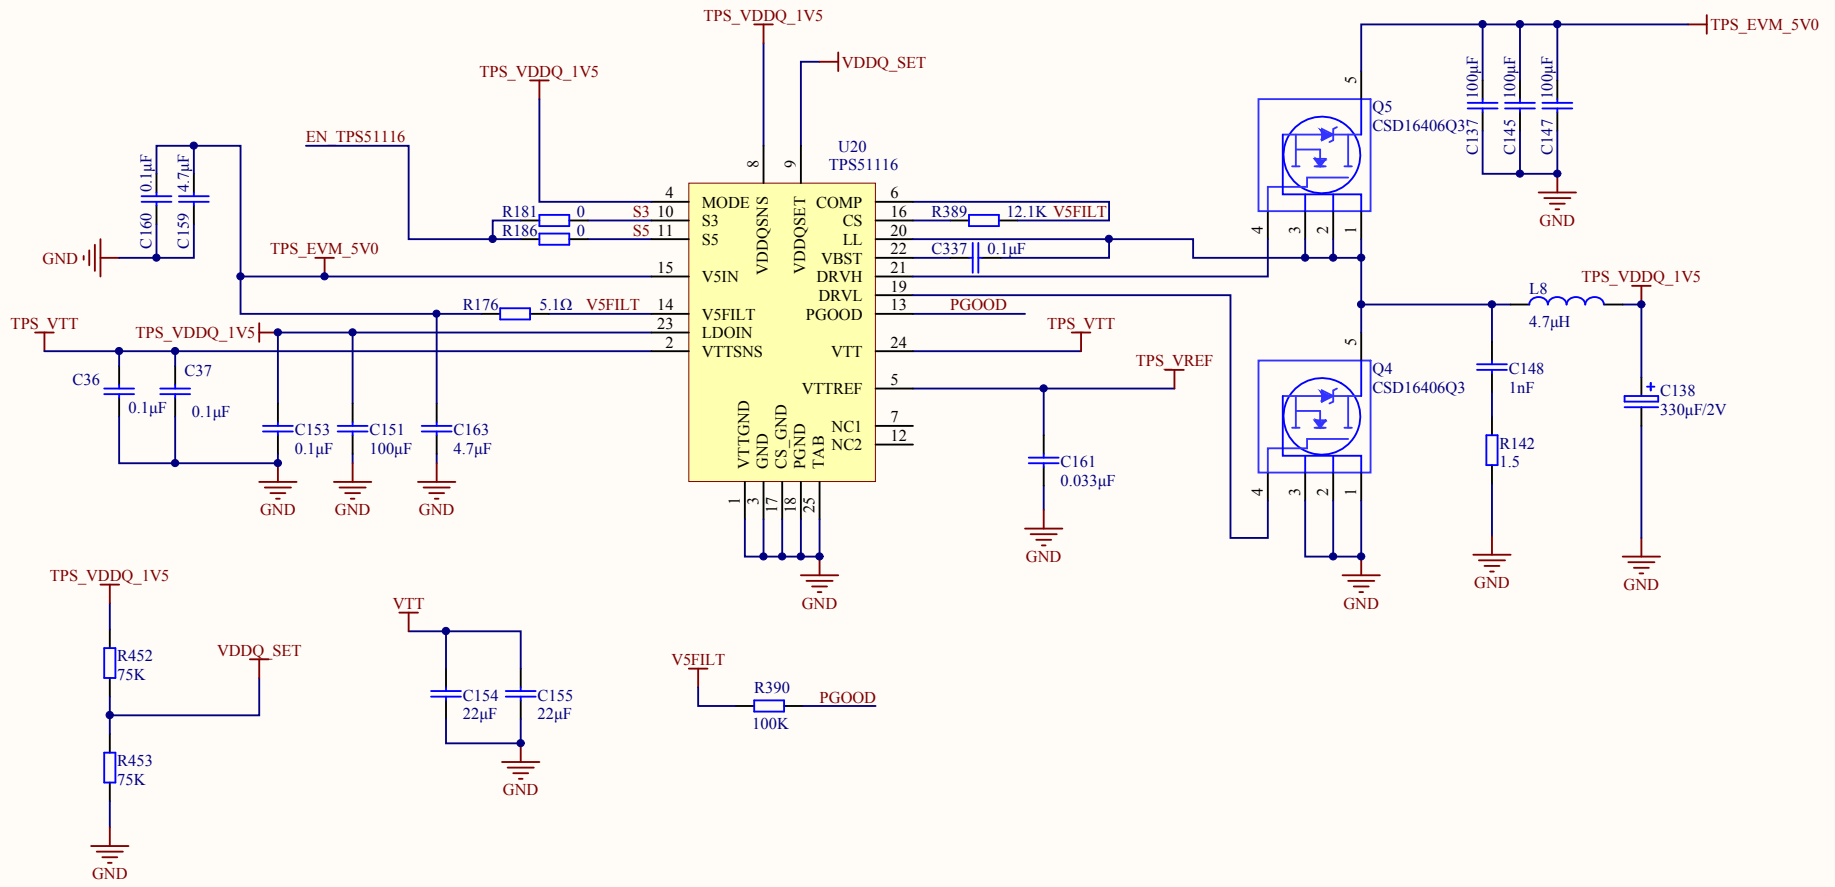 TPS_VDDQ_1V5
TPS_EVM_5V0
VDDQ_SET
TPS_VDDQ_1V5
EN_TPS51116
U20
TPS51116
C160 0.1µF
C159 4.7µF
GND
TPS_EVM_5V0
R181 0 S3 10
R186 0 S5 11
4
15
R176 5.1Ω V5FILT 14
23
2
TPS_VTT
TPS_VDDQ_1V5
8
9
MODE
S3
S5
V5IN
V5FILT
LDOIN
VTTSNS
VDDQSNS
VDDQSET
COMP
CS
LL
VBST
DRVH
DRVL
PGOOD
VTT
VTTREF
NC1
NC2
VTTGND
GND
CS_GND
PGND
TAB
1
3
17
18
25
GND
6
16 R389 12.1K V5FILT
20
22 C337 0.1µF
21
19
13 PGOOD
24 TPS_VTT
5 TPS_VREF
7
12
C161
0.033µF
GND
C36
0.1µF
C37
0.1µF
C153
0.1µF
GND
C151
100µF
GND
C163
4.7µF
GND
5
Q5
CSD16406Q3
4 3 2 1
C137 100µF
C145 100µF
C147 100µF
GND
5
Q4
CSD16406Q3
4 3 2 1
GND
L8
4.7µH
TPS_VDDQ_1V5
C148
1nF
R142
1.5
GND
+ C138
330µF/2V
GND
TPS_VDDQ_1V5
R452
75K
VDDQ_SET
R453
75K
GND
VTT
C154
22µF
C155
22µF
GND
V5FILT
R390
100K
PGOOD